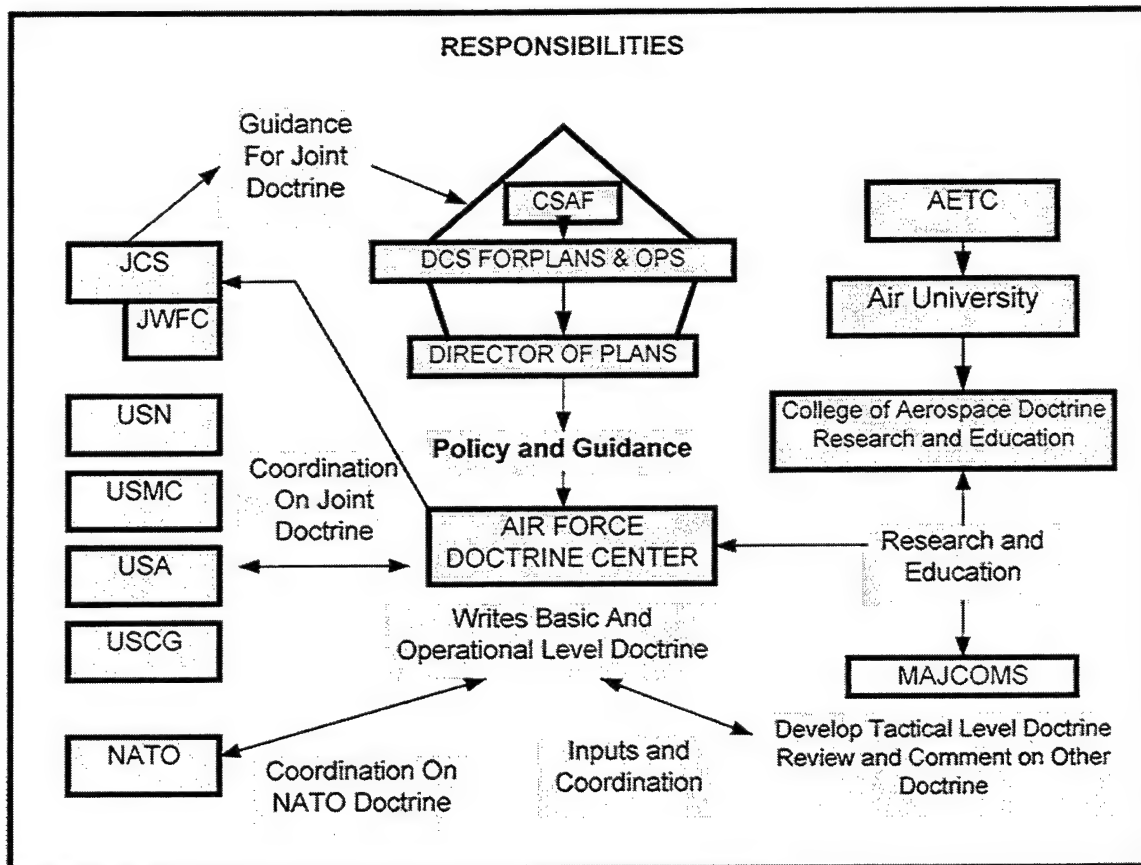 RESPONSIBILITIES
Guidance
For Joint
Doctrine
CSAF
DCS FORPLANS & OPS
DIRECTOR OF PLANS
AETC
Air University
College of Aerospace Doctrine
Research and Education
JCS
JWFC
USN
USMC
USA
USCG
NATO
Coordination
On Joint
Doctrine
Policy and Guidance
AIR FORCE
DOCTRINE CENTER
Writes Basic And
Operational Level Doctrine
Research and
Education
MAJCOMS
Develop Tactical Level Doctrine
Review and Comment on Other
Doctrine
Coordination On
NATO Doctrine
Inputs and
Coordination